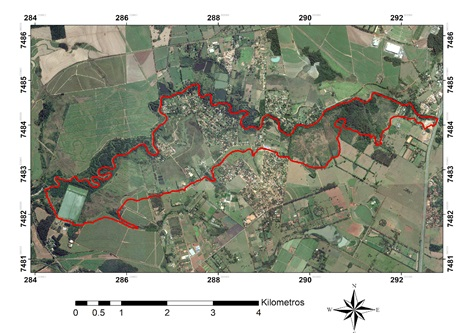 284 286 288 290 292
7486 7486
7485 7485
7484 7484
7483 7483
7482 7482
7481 7481
284 286 288 290 292
Kilometros
0 0.5 1 2 3 4
N
W E
S